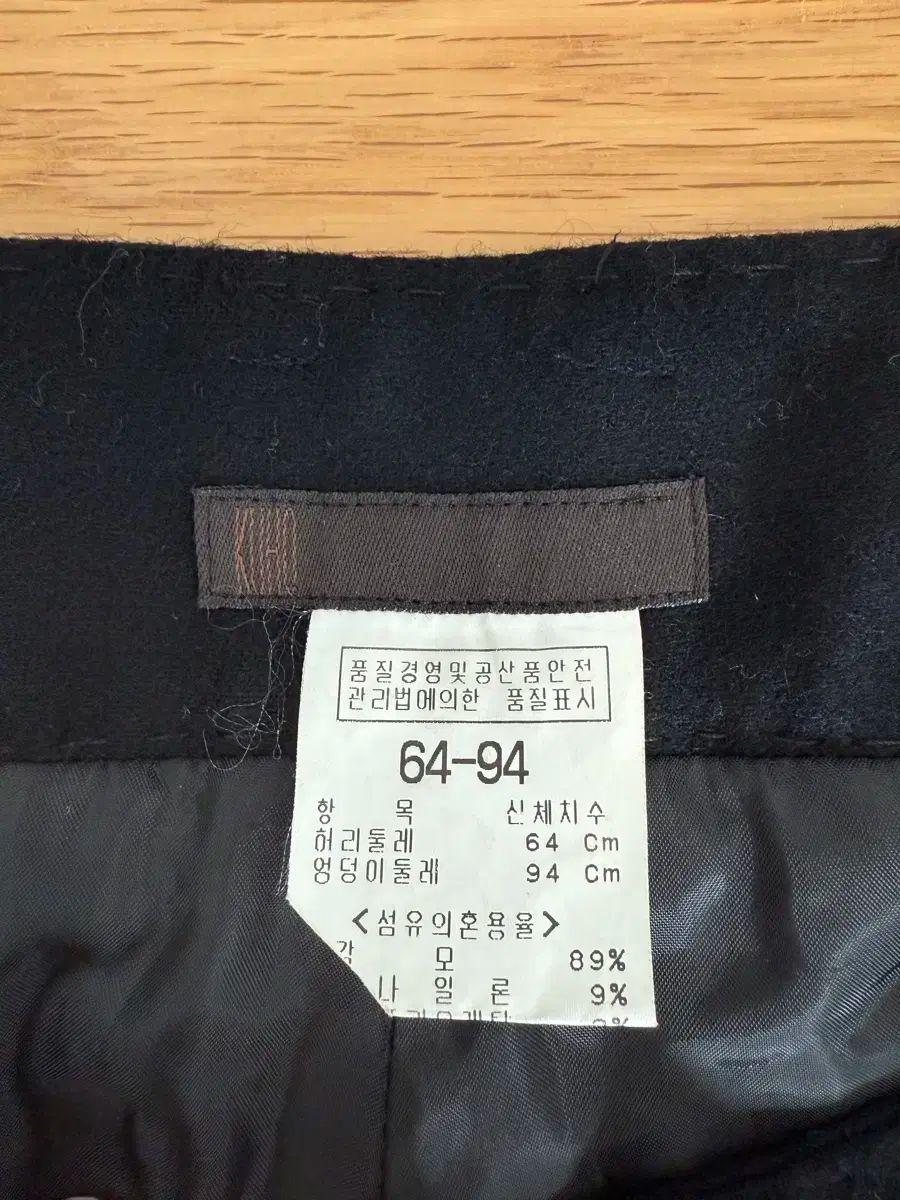 품질경영및공산품안전
관리법에의한 품질표시
64-94
항 목 신체치수
허리둘레 64 Cm
엉덩이둘레 94 Cm
<섬유의혼용율>
모 89%
나 일 론 9%